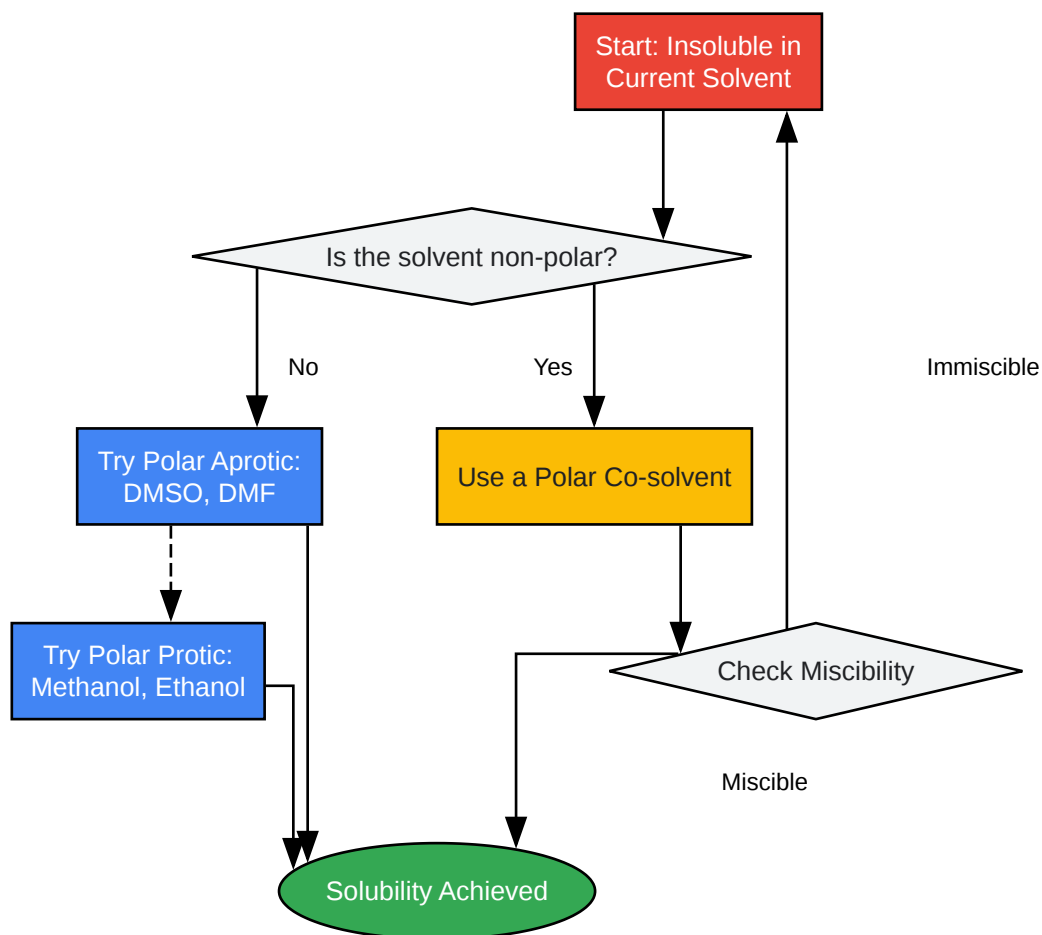 Start: Insoluble in
Current Solvent
Is the solvent non-polar?
No
Yes
Immiscible
Try Polar Aprotic:
DMSO, DMF
Use a Polar Co-solvent
Try Polar Protic:
Methanol, Ethanol
Check Miscibility
Miscible
Solubility Achieved